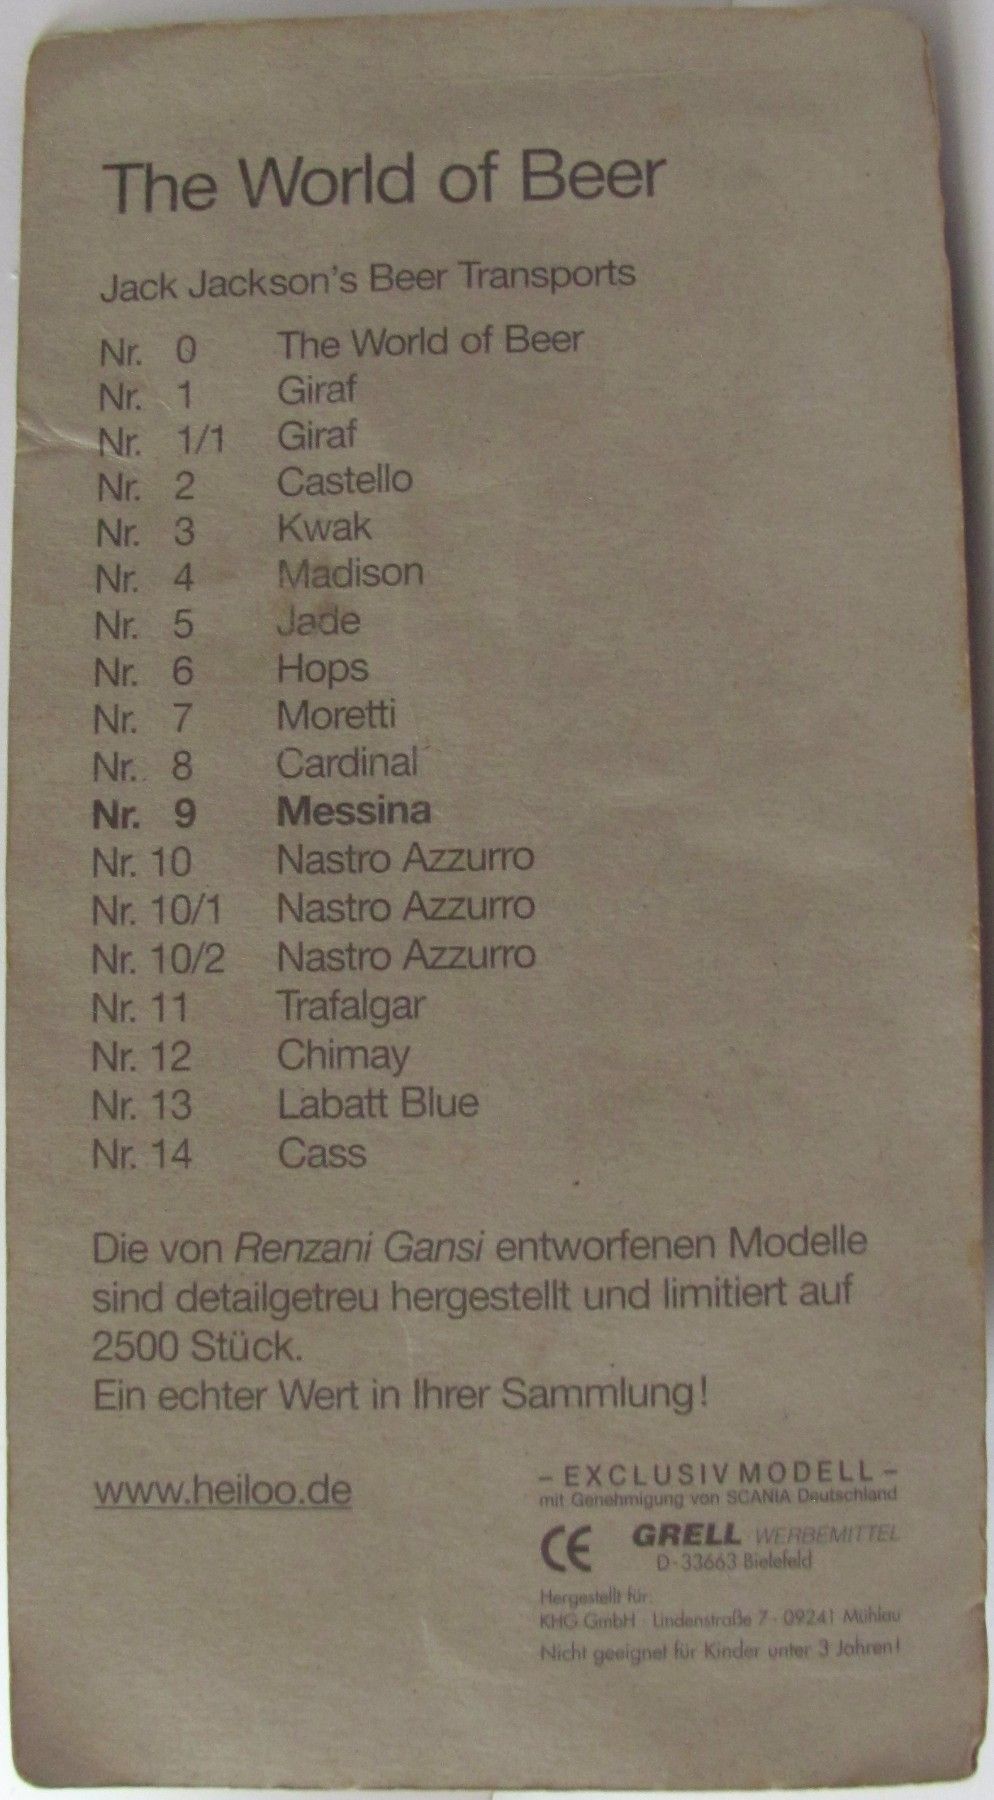 The World of Beer
Jack Jackson's Beer Transports
Nr. 0 The World of Beer
Nr. 1 Giraf
Nr. 1/1 Giraf
Nr. 2 Castello
Nr. 3 Kwak
Nr. 4 Madison
Nr. 5 Jade
Nr. 6 Hops
Nr. 7 Moretti
Nr. 8 Cardinal
Nr. 9 Messina
Nr. 10 Nastro Azzurro
Nr. 10/1 Nastro Azzurro
Nr. 10/2 Nastro Azzurro
Nr. 11 Trafalgar
Nr. 12 Chimay
Nr. 13 Labatt Blue
Nr. 14 Cass
Die von Renzani Gansi entworfenen Modelle
sind detailgetreu hergestellt und limitiert auf
2500 Stück.
Ein echter Wert in Ihrer Sammlung!
www.heiloo.de
– EXCLUSIV MODELL –
mit Genehmigung von SCANIA Deutschland
CE GRELL WERBEMITTEL
D-33663 Bielefeld
Hergestellt für:
KHG GmbH · Lindenstraße 7 · 09241 Mühlau
Nicht geeignet für Kinder unter 3 Jahren!